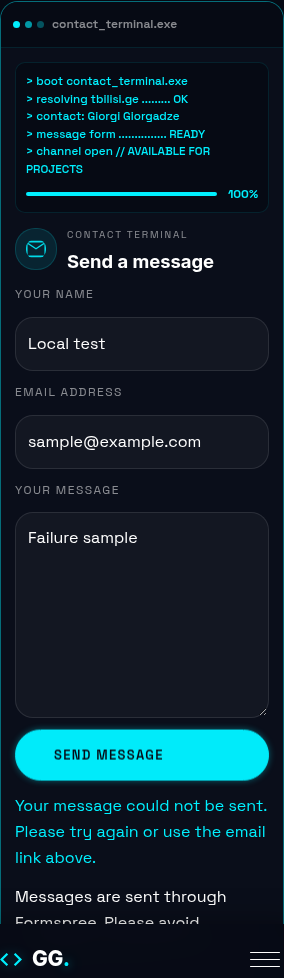 contact_terminal.exe
> boot contact_terminal.exe
> resolving tbilisi.ge ......... OK
> contact: Giorgi Giorgadze
> message form ............... READY
> channel open // AVAILABLE FOR
PROJECTS
100%
CONTACT TERMINAL
Send a message
YOUR NAME
Local test
EMAIL ADDRESS
sample@example.com
YOUR MESSAGE
Failure sample
SEND MESSAGE
Your message could not be sent.
Please try again or use the email
link above.
Messages are sent through
Formspree. Please avoid
GG.